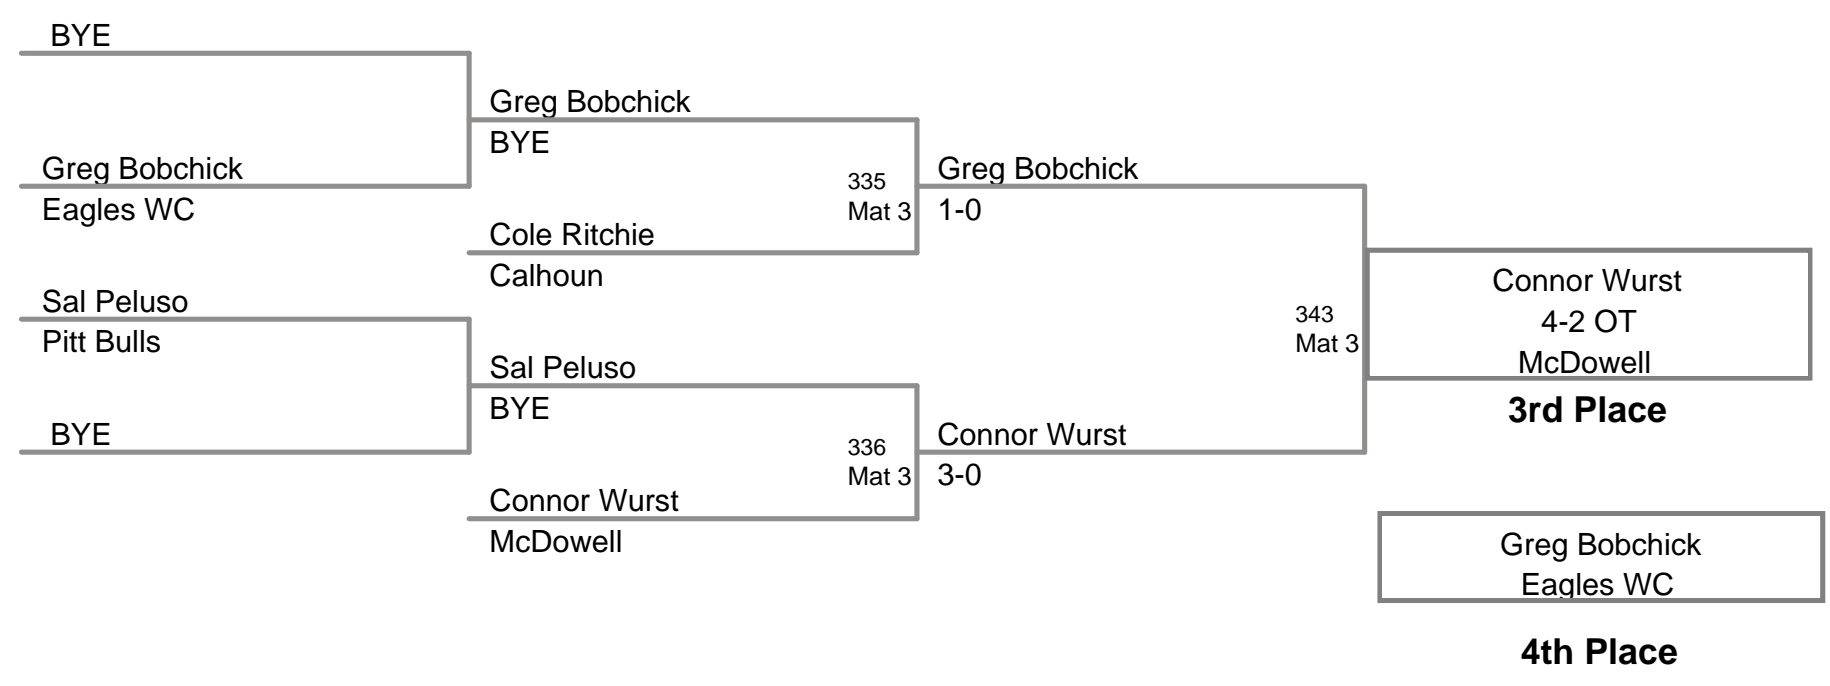 BYE
Greg Bobchick
BYE
Greg Bobchick
Eagles WC
335
Mat 3
Greg Bobchick
1-0
Cole Ritchie
Calhoun
Sal Peluso
Pitt Bulls
343
Mat 3
Connor Wurst
4-2 OT
McDowell
3rd Place
Sal Peluso
BYE
BYE
336
Mat 3
Connor Wurst
3-0
Connor Wurst
McDowell
Greg Bobchick
Eagles WC
4th Place